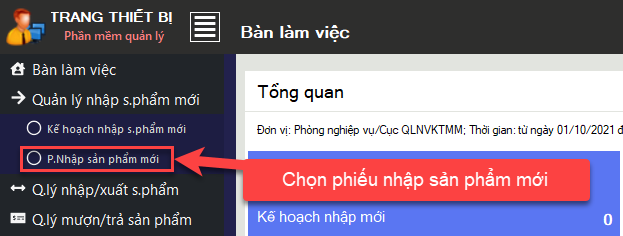 TRANG THIẾT BỊ
Phần mềm quản lý
Bàn làm việc
Bàn làm việc
Quản lý nhập s.phẩm mới
Kế hoạch nhập s.phẩm mới
P.Nhập sản phẩm mới
Q.lý nhập/xuất s.phẩm
Q.lý mượn/trả sản phẩm
Tổng quan
Đơn vị: Phòng nghiệp vụ/Cục QLNVKTMM; Thời gian: từ ngày 01/10/2021 đ
Chọn phiếu nhập sản phẩm mới
Kế hoạch nhập mới 0